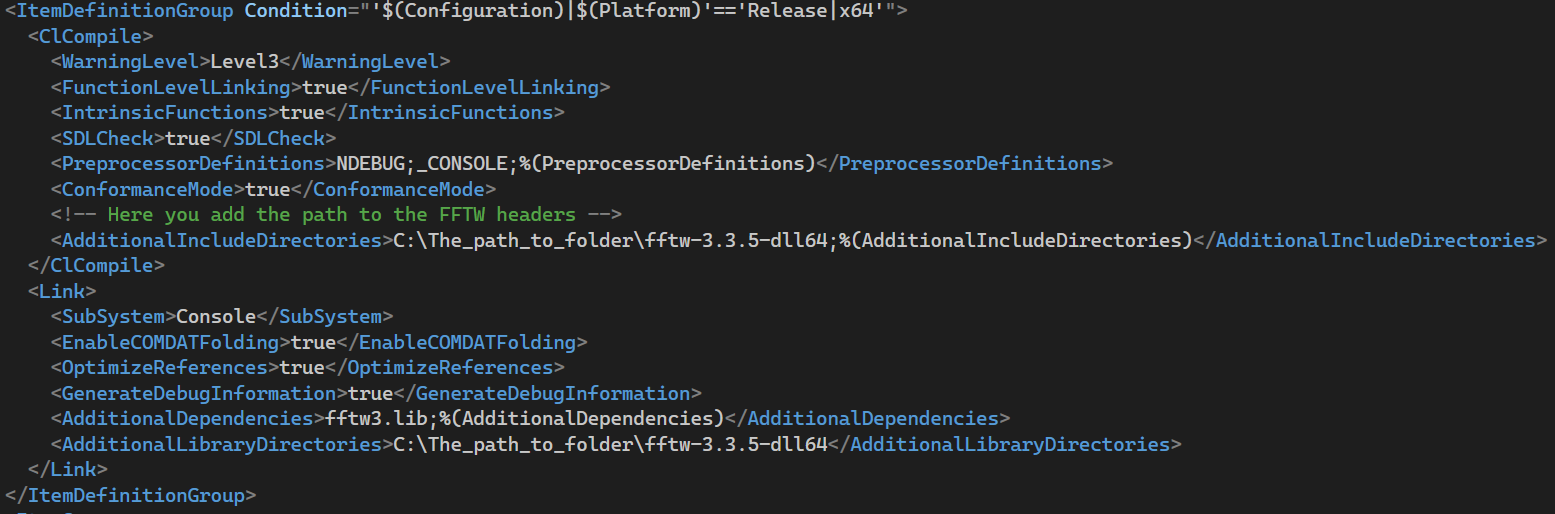 <ItemDefinitionGroup Condition="'$(Configuration)|$(Platform)'=='Release|x64'">
<ClCompile>
<WarningLevel>Level3</WarningLevel>
<FunctionLevelLinking>true</FunctionLevelLinking>
<IntrinsicFunctions>true</IntrinsicFunctions>
<SDLCheck>true</SDLCheck>
<PreprocessorDefinitions>NDEBUG;_CONSOLE;%(PreprocessorDefinitions)</PreprocessorDefinitions>
<ConformanceMode>true</ConformanceMode>
<!-- Here you add the path to the FFTW headers -->
<AdditionalIncludeDirectories>C:\The_path_to_folder\fftw-3.3.5-dll64;%(AdditionalIncludeDirectories)</AdditionalIncludeDirectories>
</ClCompile>
<Link>
<SubSystem>Console</SubSystem>
<EnableCOMDATFolding>true</EnableCOMDATFolding>
<OptimizeReferences>true</OptimizeReferences>
<GenerateDebugInformation>true</GenerateDebugInformation>
<AdditionalDependencies>fftw3.lib;%(AdditionalDependencies)</AdditionalDependencies>
<AdditionalLibraryDirectories>C:\The_path_to_folder\fftw-3.3.5-dll64</AdditionalLibraryDirectories>
</Link>
</ItemDefinitionGroup>